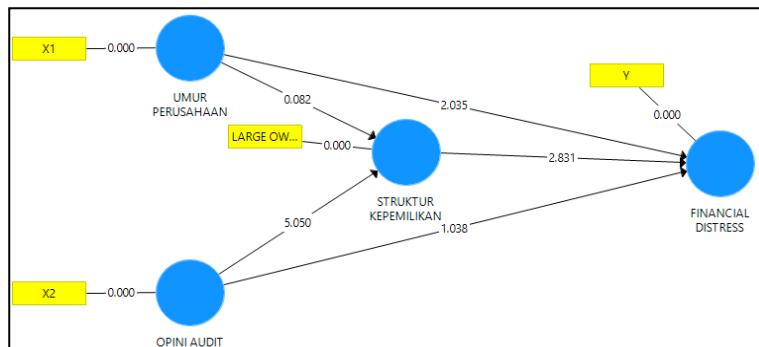 X1
0.000
UMUR
PERUSAHAAN
0.082
2.035
Y
0.000
LARGE OW...
0.000
2.831
STRUKTUR
KEPEMILIKAN
FINANCIAL
DISTRESS
5.050
1.038
X2
0.000
OPINI AUDIT